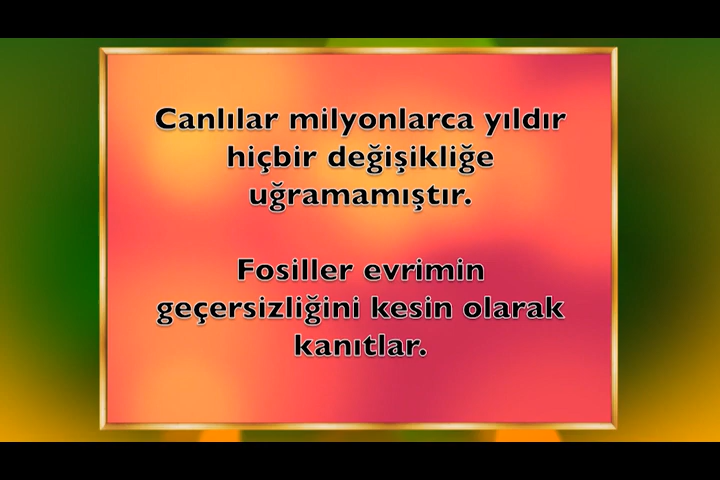 Canlılar milyonlarca yıldır
hiçbir değişikliğe
uğramamıştır.
Fosiller evrimin
geçersizliğini kesin olarak
kanıtlar.